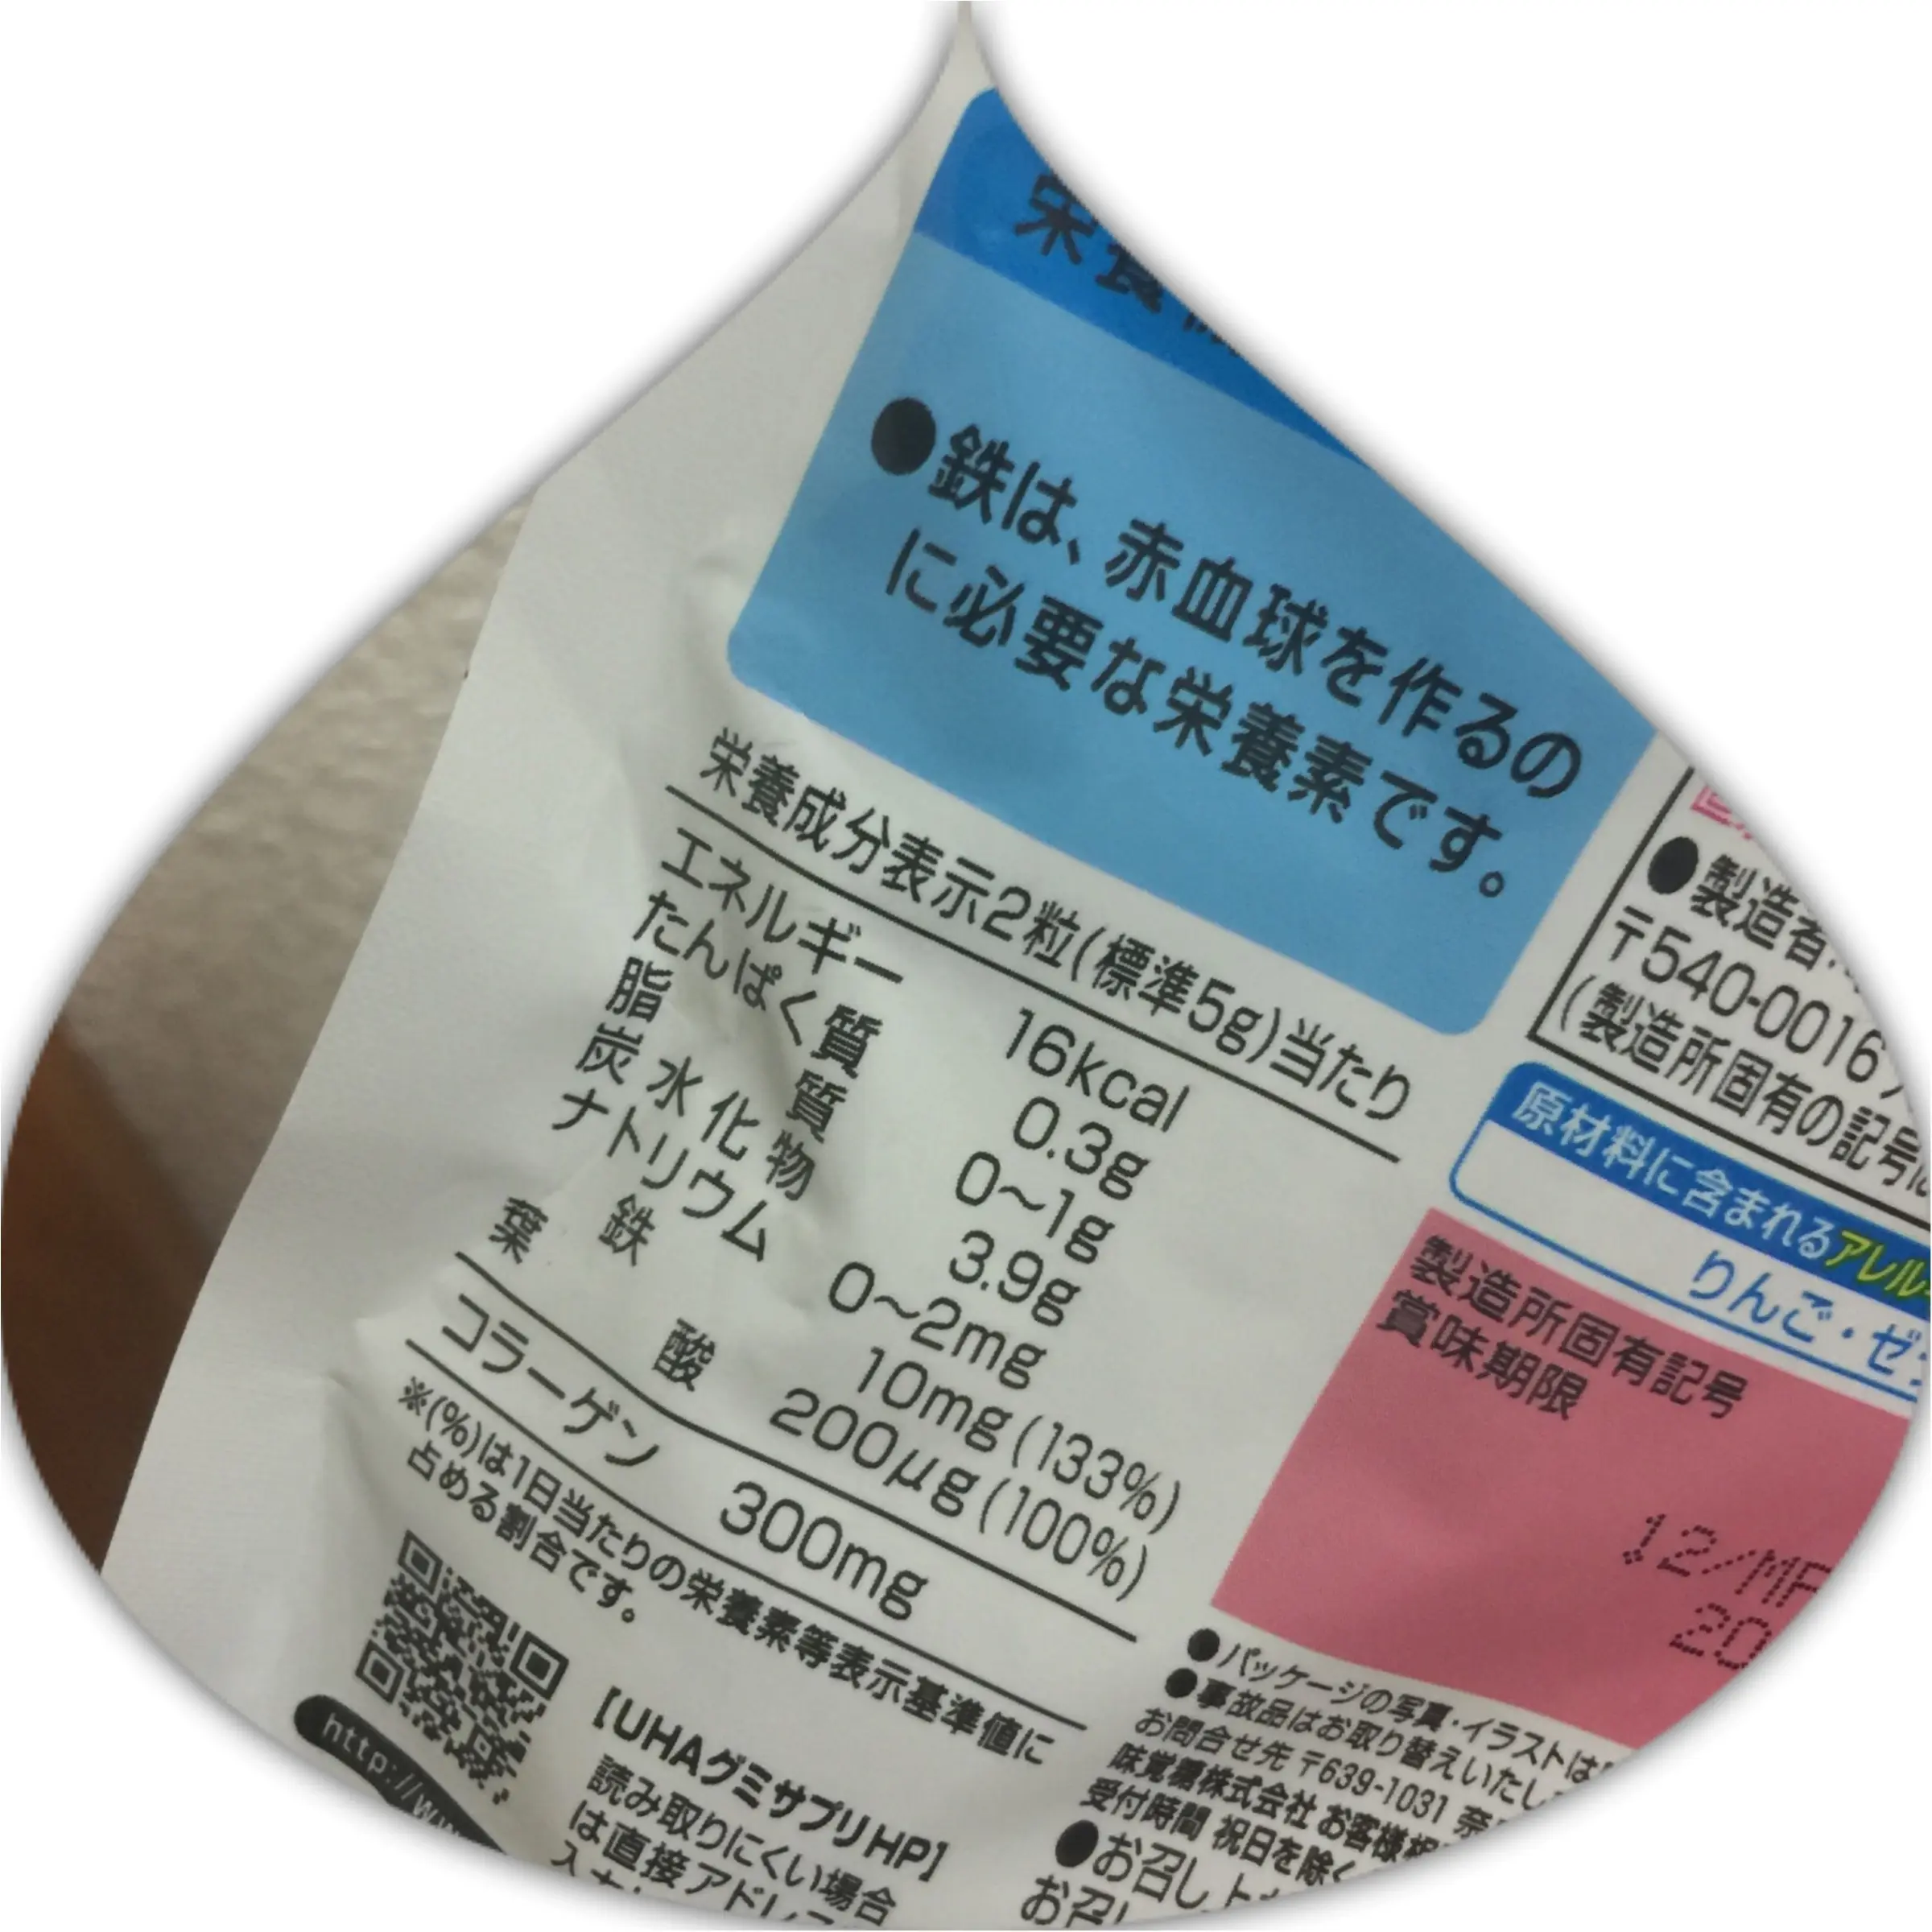 栄養
●鉄は、赤血球を作るの
に必要な栄養素です。
栄養成分表示2粒(標準5g)当たり
エネルギー 16kcal
たんぱく質 0.3g
脂質 0~1g
炭水化物 3.9g
ナトリウム 0~2mg
鉄 10mg(133%)
葉酸 200μg(100%)
コラーゲン 300mg
※(%)は1日当たりの栄養素等表示基準値に
占める割合です。
http://ww
【UHAグミサプリHP】
読み取りにくい場合
は直接アドレ
●製造者
〒540-0016
(製造所固有の記号
原材料に含まれるアレル
りんご・ゼ
製造所固有記号
賞味期限
12/
20
●パッケージの写真・イラストは
●事故品はお取り替えいたし
お問合せ先 〒639-1031 奈
味覚糖株式会社 お客様相
受付時間 祝日を除く
●お召し
お召し